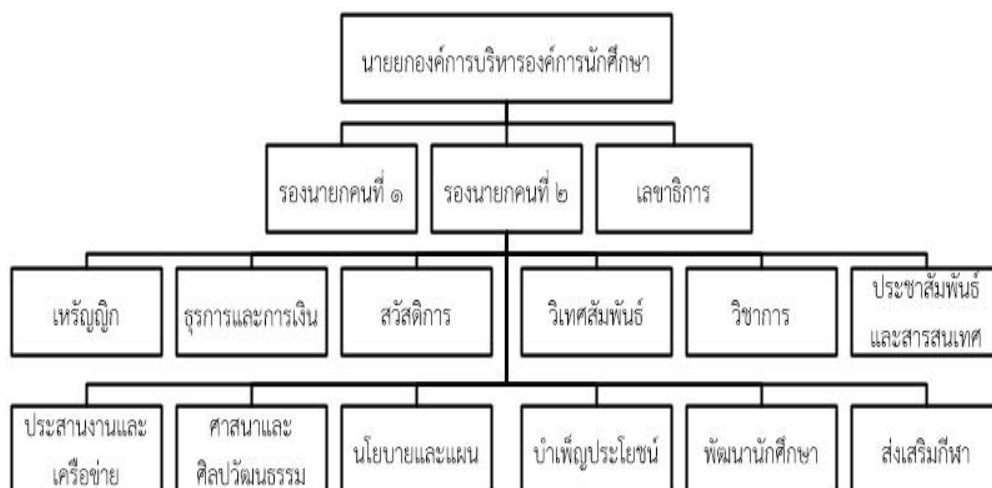 นายยกองค์การบริหารองค์การนักศึกษา
รองนายกคนที่ ๑
รองนายกคนที่ ๒
เลขาธิการ
เหรัญญิก
ธุรการและการเงิน
สวัสดิการ
วิเทศสัมพันธ์
วิชาการ
ประชาสัมพันธ์
และสารสนเทศ
ประสานงานและ
เครือข่าย
ศาสนาและ
ศิลปวัฒนธรรม
นโยบายและแผน
บำเพ็ญประโยชน์
พัฒนานักศึกษา
ส่งเสริมกีฬา